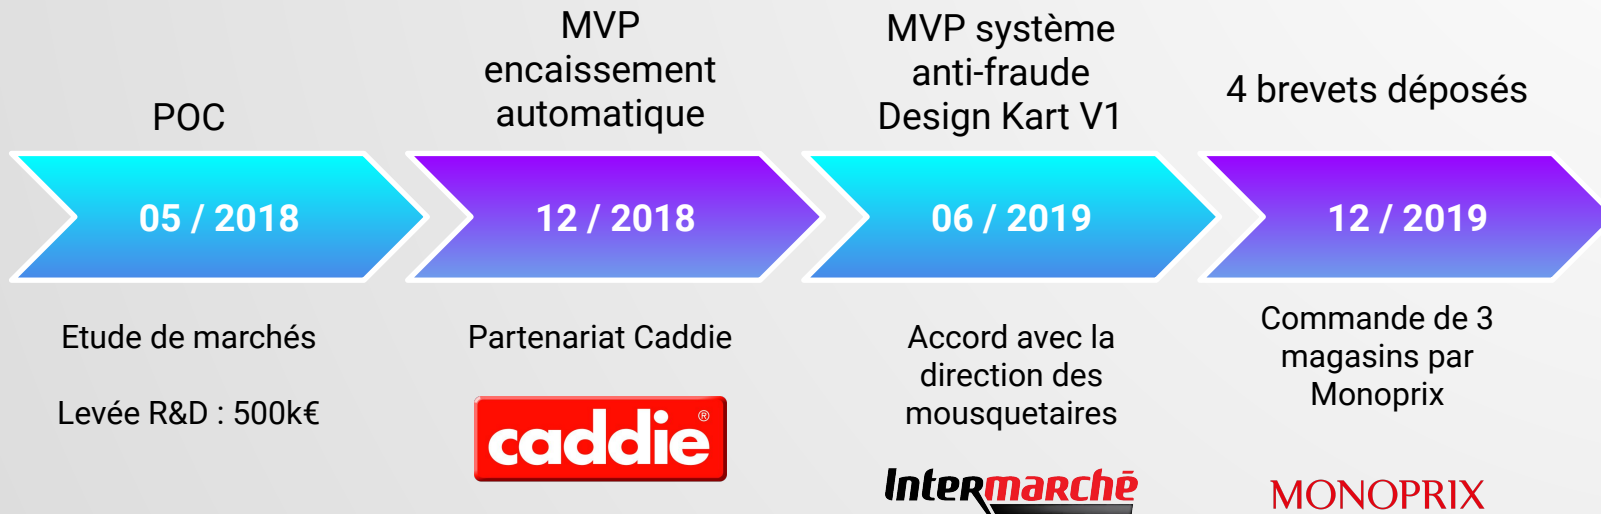 POC
MVP
encaissement
automatique
MVP système
anti-fraude
Design Kart V1
4 brevets déposés
05 / 2018
12 / 2018
06 / 2019
12 / 2019
Etude de marchés
Levée R&D : 500k€
Partenariat Caddie
caddie®
Accord avec la
direction des
mousquetaires
Intermarchē
Commande de 3
magasins par
Monoprix
MONOPRIX